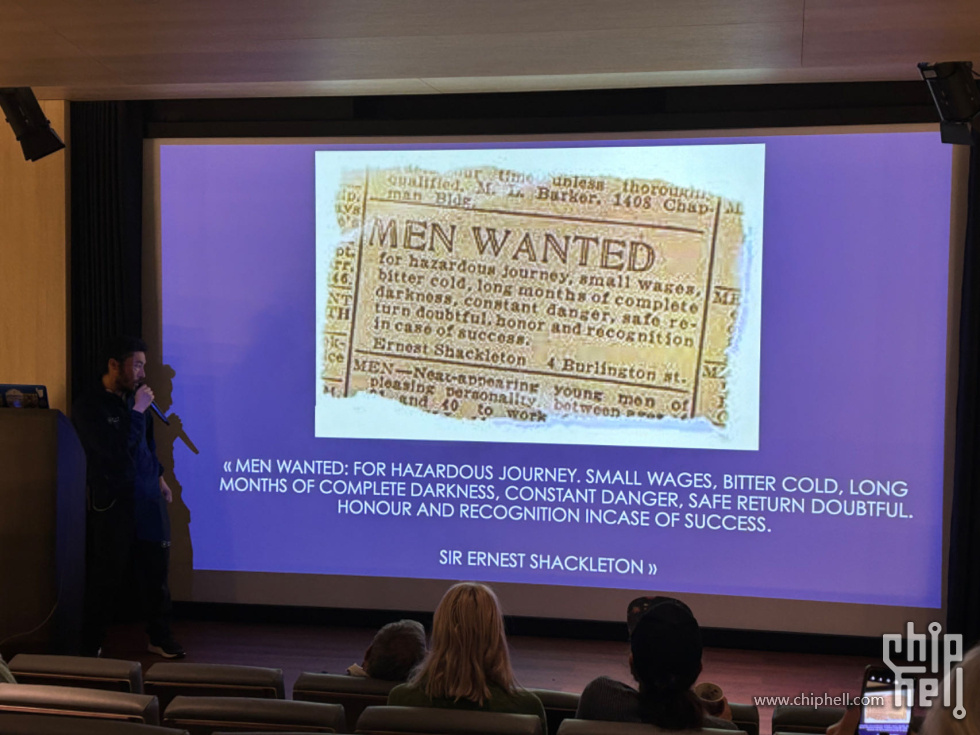 our time unless thorough
qualified. M. L. Barker, 1408 Chap-
man Bldg.
MEN WANTED
for hazardous journey, small wages,
bitter cold, long months of complete
darkness, constant danger, safe re-
turn doubtful, honor and recognition
in case of success.
Ernest Shackleton 4 Burlington st.
MEN—Neat-appearing young men of
pleasing personality, between ages of
and 40 to work
« MEN WANTED: FOR HAZARDOUS JOURNEY. SMALL WAGES, BITTER COLD, LONG
MONTHS OF COMPLETE DARKNESS, CONSTANT DANGER, SAFE RETURN DOUBTFUL.
HONOUR AND RECOGNITION INCASE OF SUCCESS.
SIR ERNEST SHACKLETON »
www.chiphell.com
chip
hell